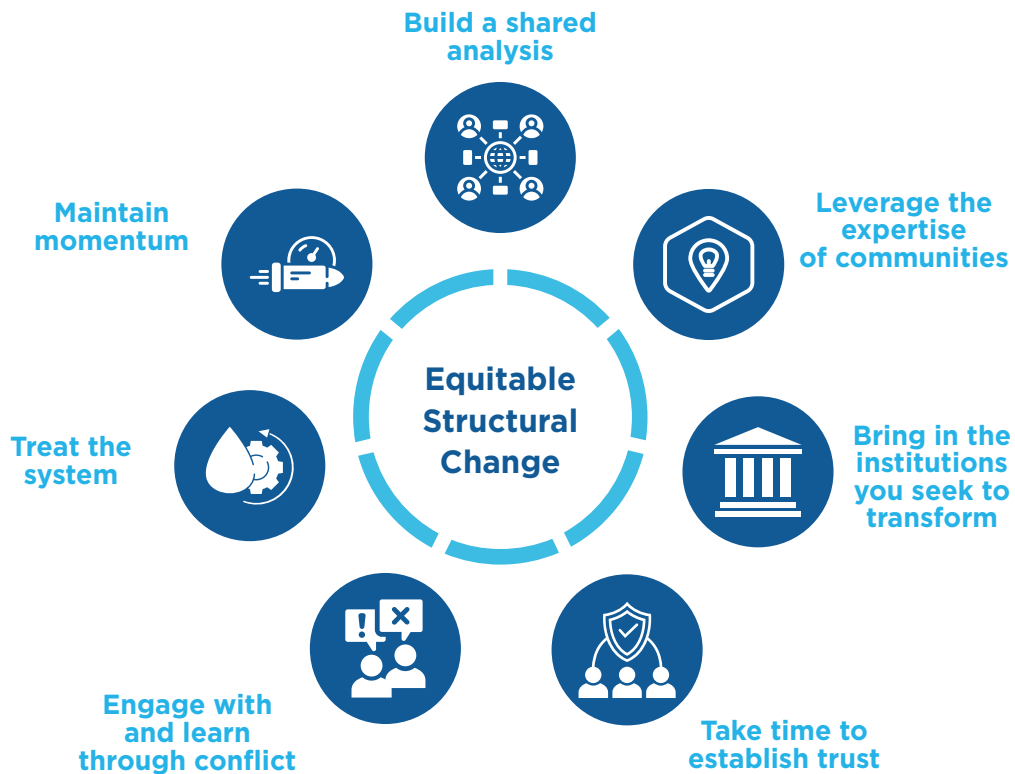 Build a shared
analysis
Leverage the
expertise
of communities
Bring in the
institutions
you seek to
transform
Take time to
establish trust
Engage with
and learn
through conflict
Treat the
system
Maintain
momentum
Equitable
Structural
Change